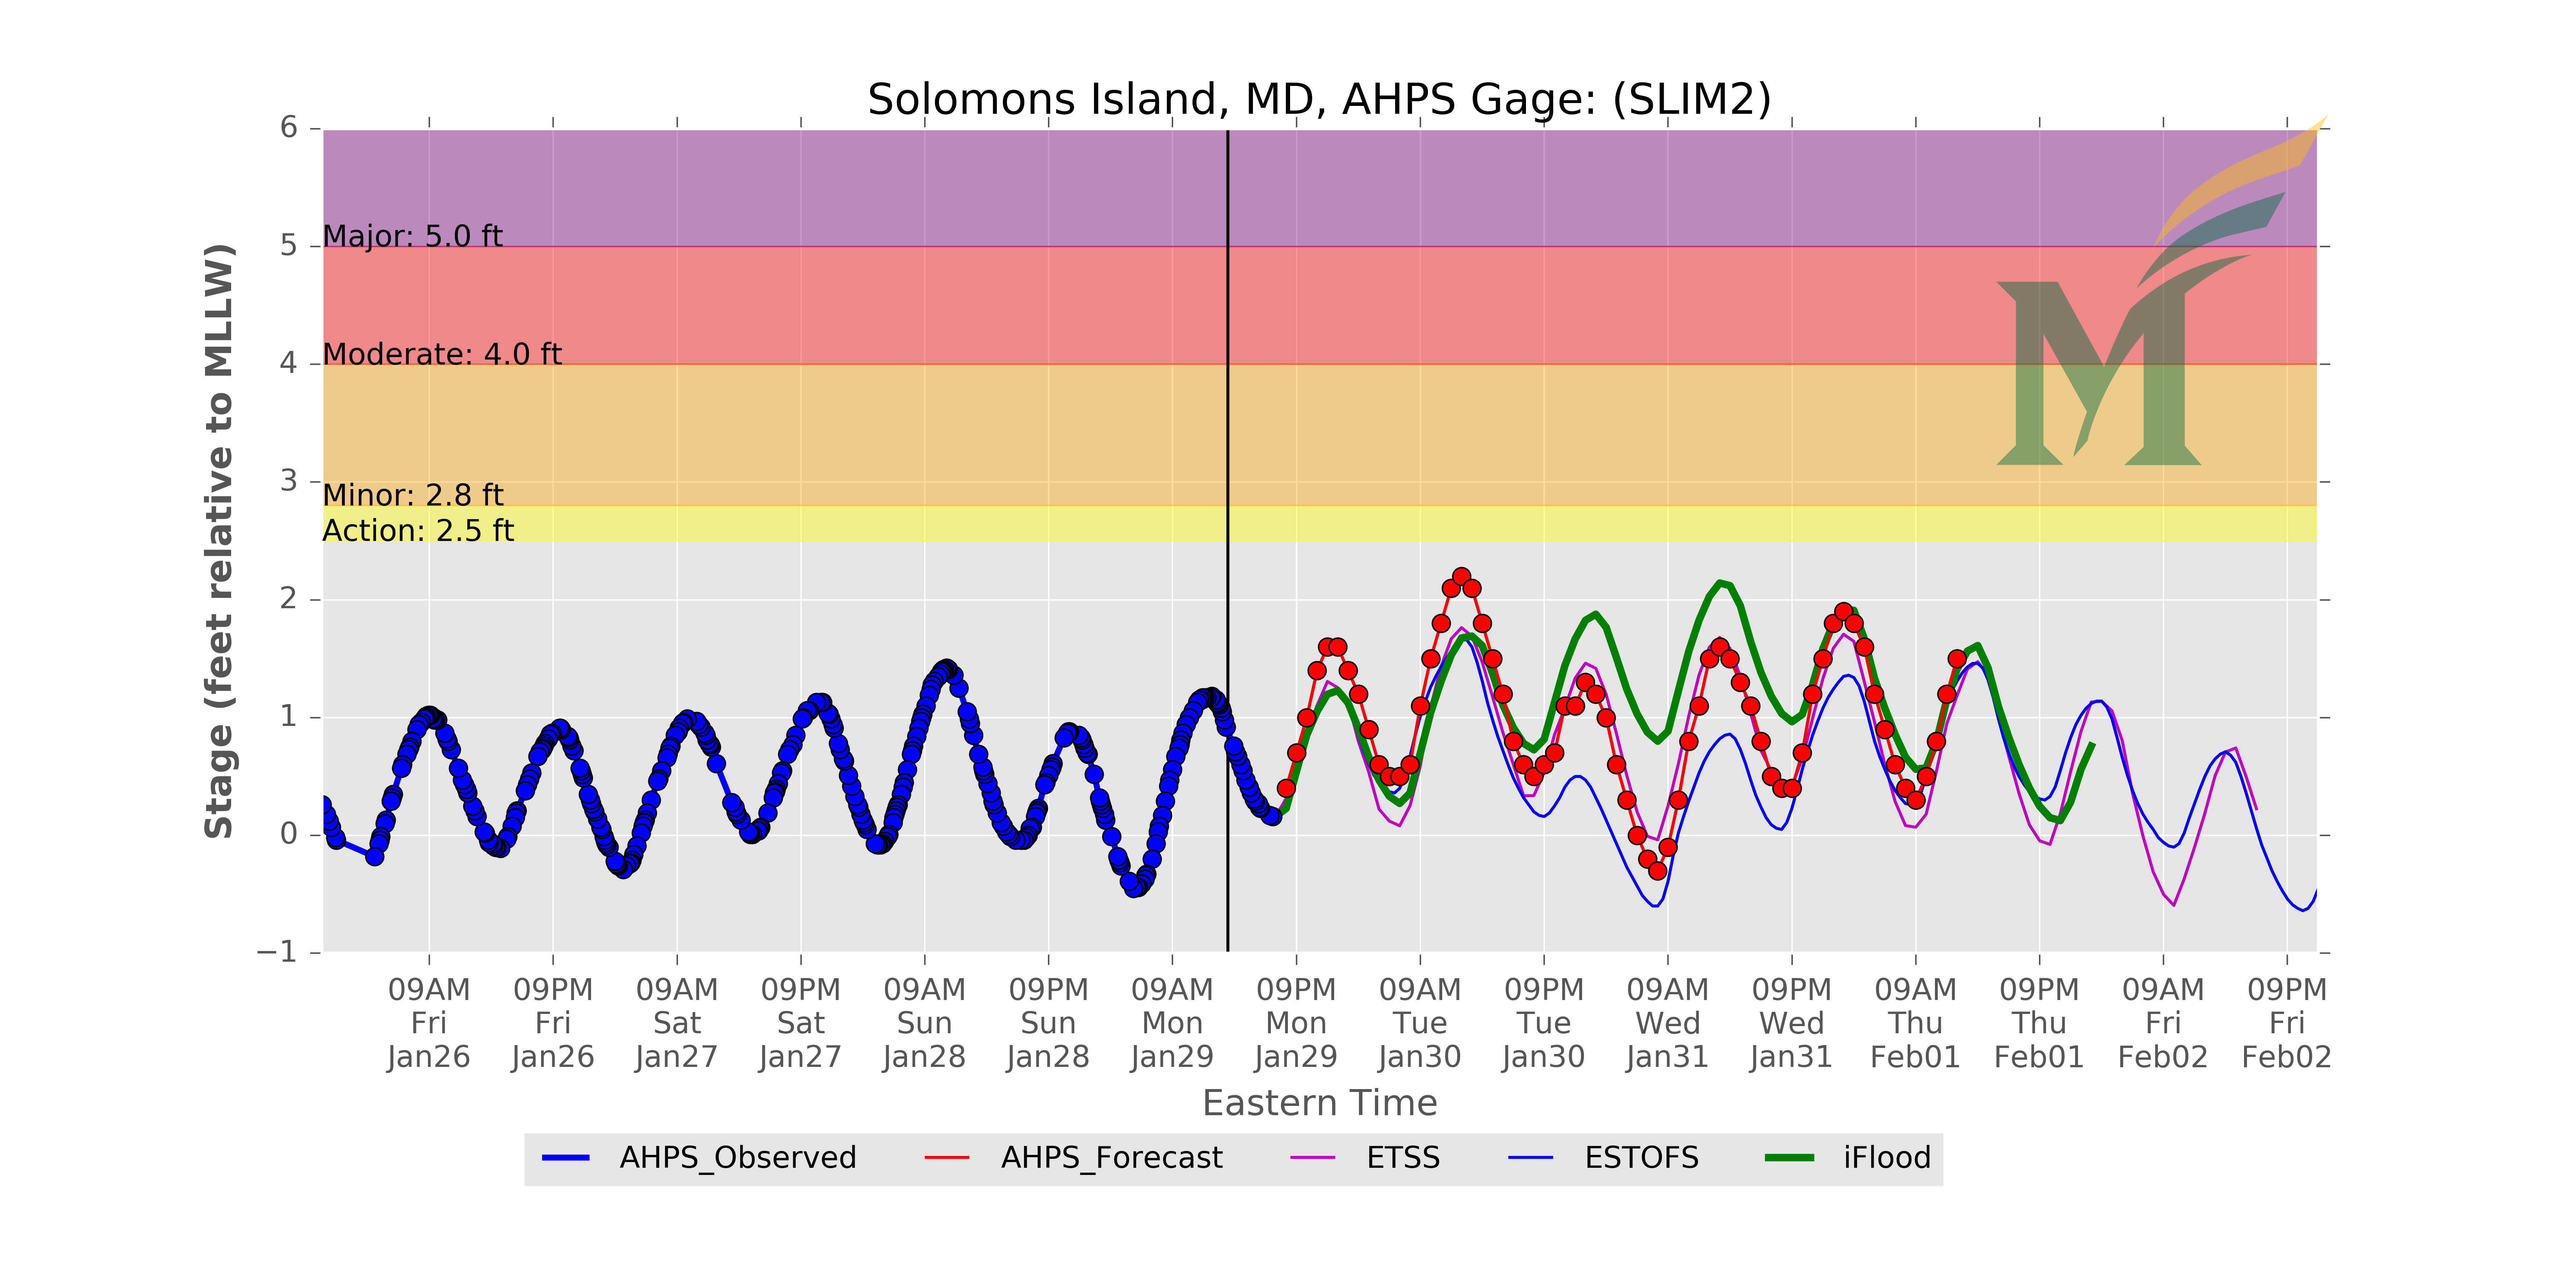 Solomons Island, MD, AHPS Gage: (SLIM2)
Stage (feet relative to MLLW)
6
5
4
3
2
1
0
−1
Major: 5.0 ft
Moderate: 4.0 ft
Minor: 2.8 ft
Action: 2.5 ft
M
09AM 09PM 09AM 09PM 09AM 09PM 09AM 09PM 09AM 09PM 09AM 09PM 09AM 09PM 09AM 09PM
Fri Fri Sat Sat Sun Sun Mon Mon Tue Tue Wed Wed Thu Thu Fri Fri
Jan26 Jan26 Jan27 Jan27 Jan28 Jan28 Jan29 Jan29 Jan30 Jan30 Jan31 Jan31 Feb01 Feb01 Feb02 Feb02
Eastern Time
AHPS_Observed AHPS_Forecast ETSS ESTOFS iFlood